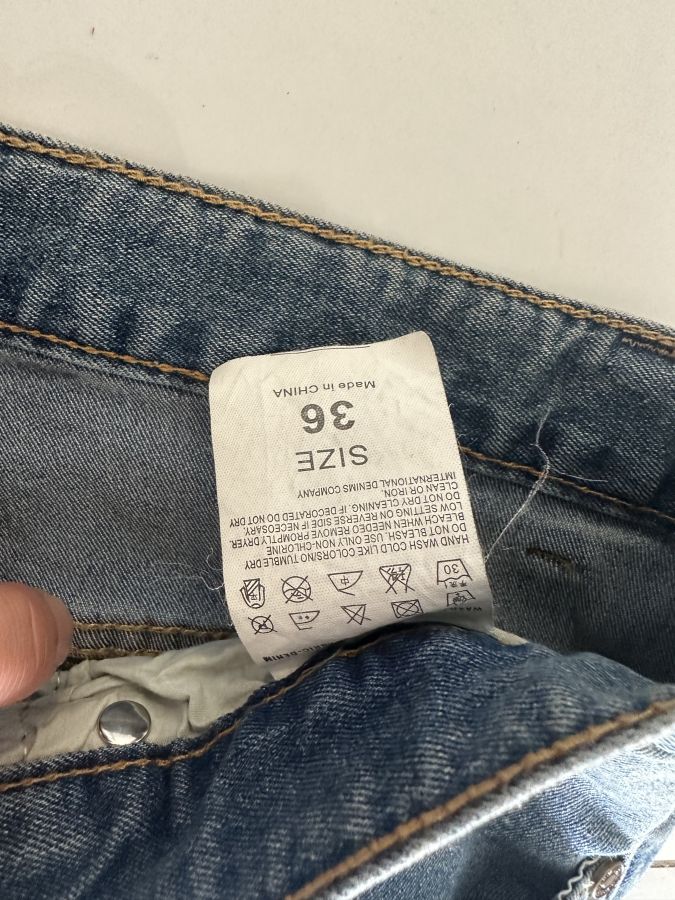 30
HAND WASH COLD LIKE COLORS/NO TUMBLE DRY
DO NOT BLEASH. USE ONLY NON-CHLORINE
BLEACH WHEN NEEDED REMOVE PROMPTLY DRYER.
LOW SETTING ON REVERSE SIDE IF NECESSARY.
DO NOT DRY CLEANING. IF DECORATED DO NOT DRY
CLEAN OR IRON.
IMTERNATIONAL DENIMS COMPANY
SIZE
36
Made in CHINA